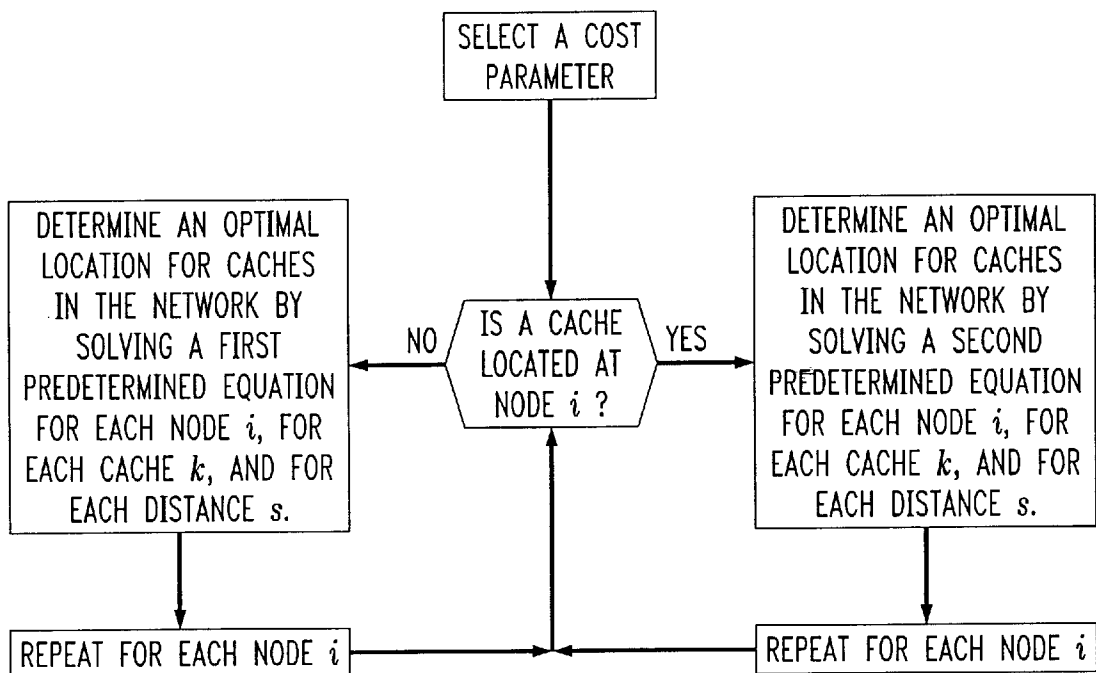 SELECT A COST
PARAMETER
DETERMINE AN OPTIMAL
LOCATION FOR CACHES
IN THE NETWORK BY
SOLVING A FIRST
PREDETERMINED EQUATION
FOR EACH NODE i, FOR
EACH CACHE k, AND FOR
EACH DISTANCE s.
NO
IS A CACHE
LOCATED AT
NODE i ?
YES
DETERMINE AN OPTIMAL
LOCATION FOR CACHES
IN THE NETWORK BY
SOLVING A SECOND
PREDETERMINED EQUATION
FOR EACH NODE i, FOR
EACH CACHE k, AND FOR
EACH DISTANCE s.
REPEAT FOR EACH NODE i
REPEAT FOR EACH NODE i